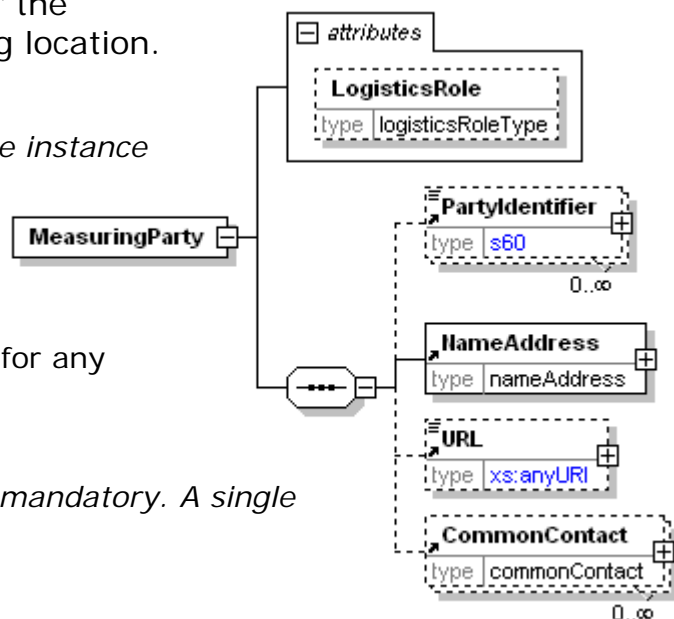 the
g location.
e instance
for any
mandatory. A single
attributes
LogisticsRole
type logisticsRoleType
MeasuringParty
PartyIdentifier
type s60
0..∞
NameAddress
type nameAddress
URL
type xs:anyURI
CommonContact
type commonContact
0..∞